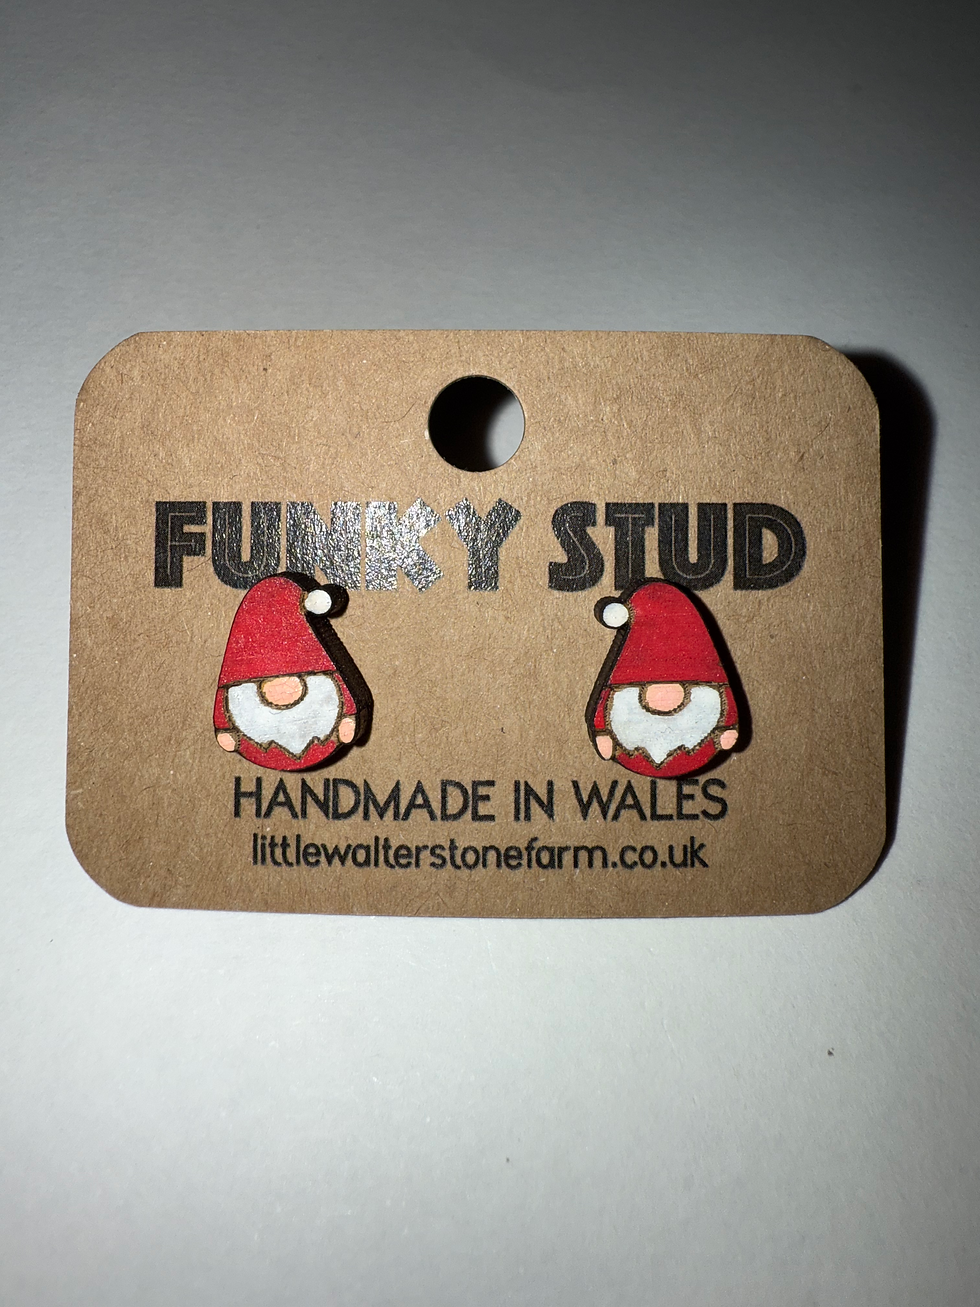 FUNKY STUD
HANDMADE IN WALES
littlewalterstonefarm.co.uk